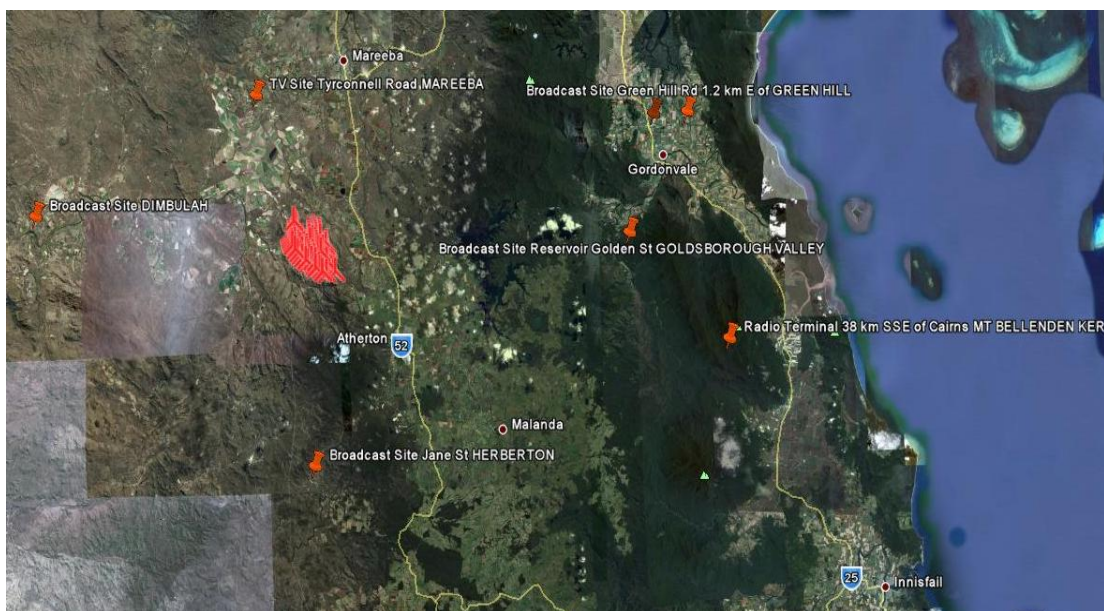 Mareeba
TV Site Tyrconnell Road MAREEBA
Broadcast Site Green Hill Rd 1.2 km E of GREEN HILL
Gordonvale
Broadcast Site DIMBULAH
Broadcast Site Reservoir Golden St GOLDSBOROUGH VALLEY
Radio Terminal 38 km SSE of Cairns MT BELLENDEN KER
Atherton
52
Malanda
Broadcast Site Jane St HERBERTON
25
Innisfail